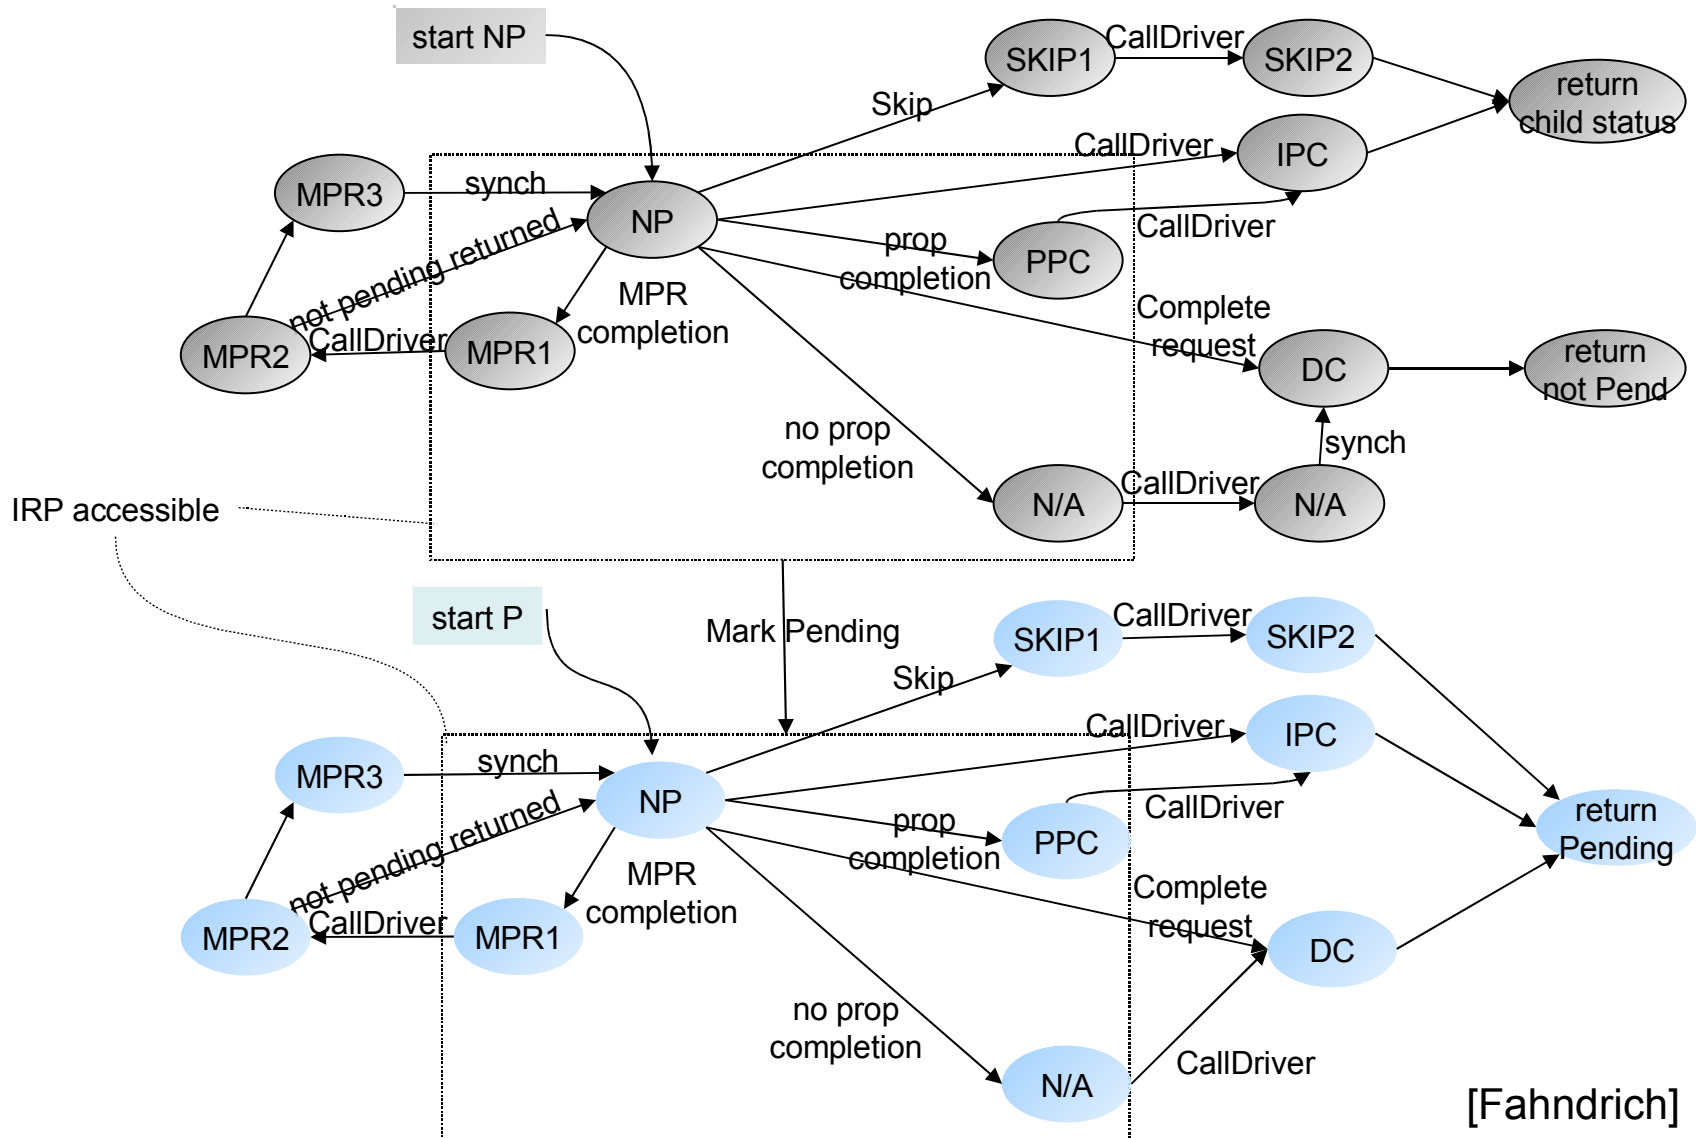 start NP
SKIP1
CallDriver
SKIP2
return
child status
Skip
CallDriver
IPC
MPR3
synch
NP
not pending returned
prop
completion
PPC
CallDriver
MPR
completion
Complete
request
MPR2
CallDriver
MPR1
DC
return
not Pend
no prop
completion
synch
N/A
CallDriver
N/A
IRP accessible
start P
Mark Pending
SKIP1
CallDriver
SKIP2
Skip
CallDriver
IPC
MPR3
synch
NP
not pending returned
prop
completion
PPC
CallDriver
return
Pending
MPR
completion
Complete
request
MPR2
CallDriver
MPR1
DC
no prop
completion
N/A
CallDriver
[Fahndrich]